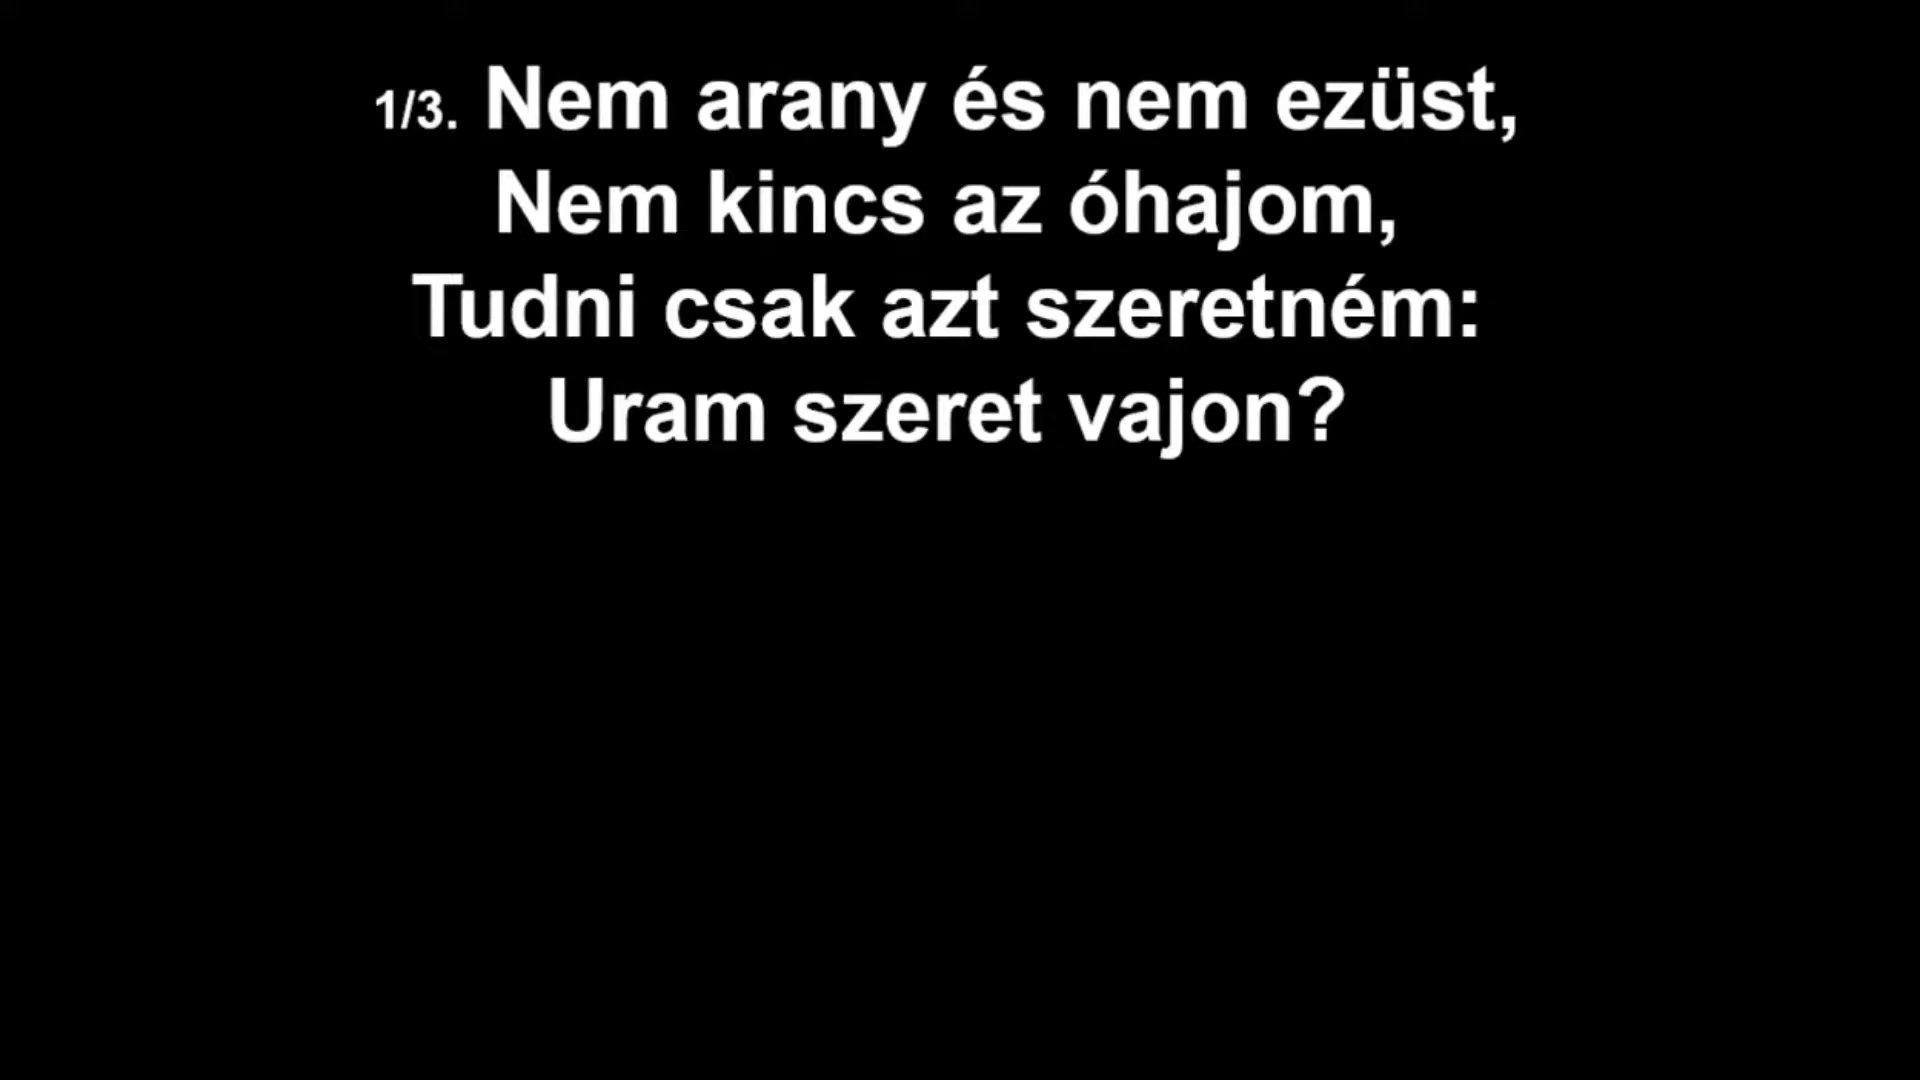 1/3. Nem arany és nem ezüst,
Nem kincs az óhajom,
Tudni csak azt szeretném:
Uram szeret vajon?